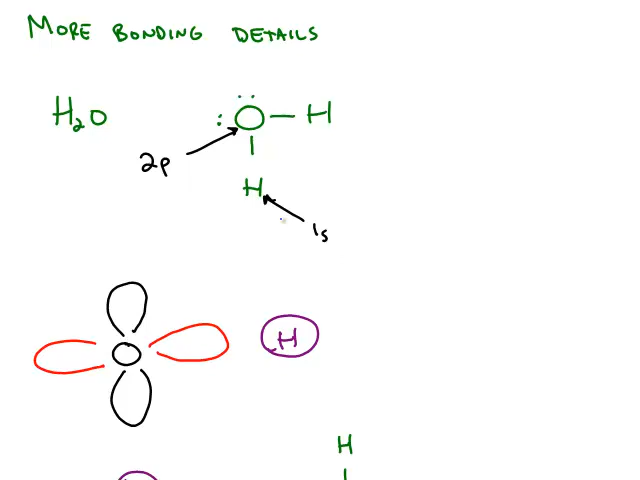 MORE BONDING DETAILS
H₂O
:Ö — H
2p
H
1s
O
H
H